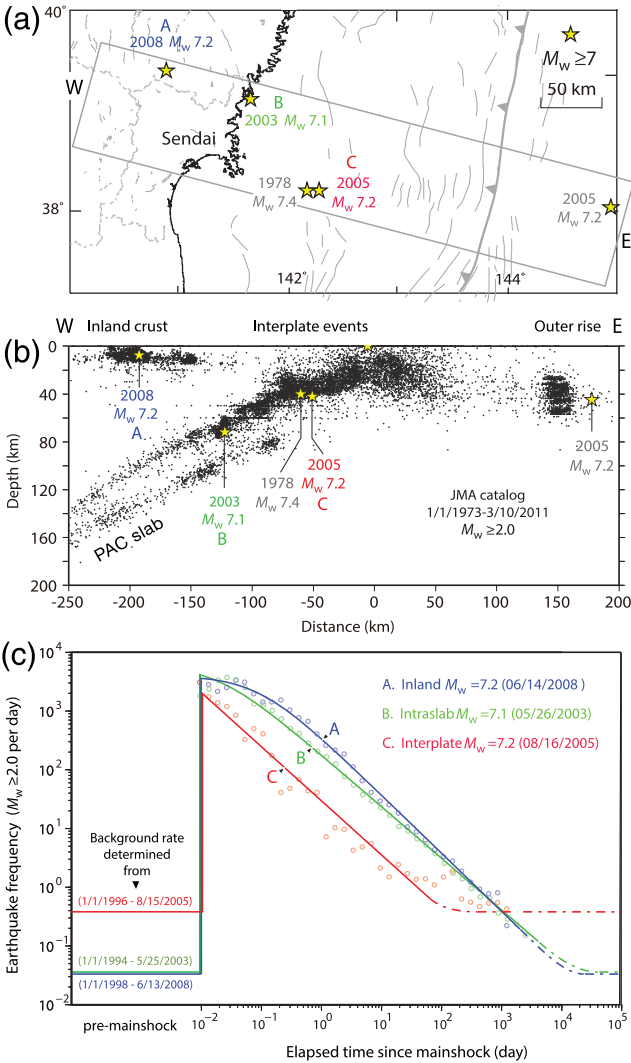 (a)
40°
A
2008 Mw 7.2
Mw ≥7
W
50 km
B
2003 Mw 7.1
Sendai
C
1978
Mw 7.4
2005
Mw 7.2
2005
Mw 7.2
38°
E
142°
144°
W Inland crust Interplate events Outer rise E
(b)
0
40
80
120
160
200
Depth (km)
2008
Mw 7.2
A
2003
Mw 7.1
B
1978
Mw 7.4
2005
Mw 7.2
C
2005
Mw 7.2
PAC slab
JMA catalog
1/1/1973-3/10/2011
Mw ≥2.0
-250 -200 -150 -100 -50 0 50 100 150 200
Distance (km)
(c)
10^4
10^3
10^2
10^1
10^0
10^-1
10^-2
Earthquake frequency (Mw ≥2.0 per day)
A. Inland Mw =7.2 (06/14/2008 )
B. Intraslab Mw =7.1 (05/26/2003)
C. Interplate Mw =7.2 (08/16/2005)
A
B
C
Background rate
determined
from
(1/1/1996 - 8/15/2005)
(1/1/1994 - 5/25/2003)
(1/1/1998 - 6/13/2008)
pre-mainshock 10^-2 10^-1 10^0 10^1 10^2 10^3 10^4 10^5
Elapsed time since mainshock (day)